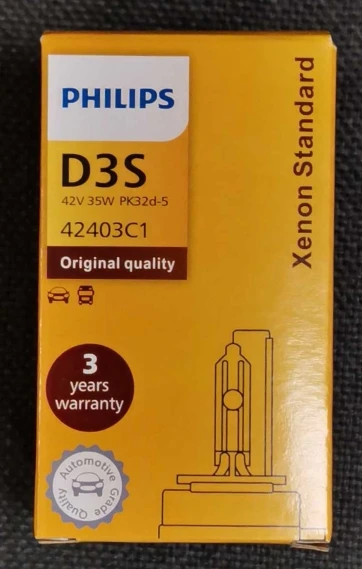 PHILIPS
D3S
42V 35W PK32d-5
42403C1
Original quality
Xenon Standard
3
years
warranty
Automotive
Grade Quality